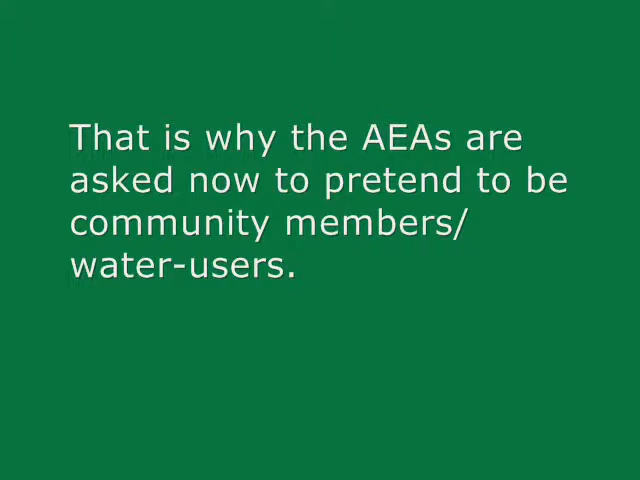 That is why the AEAs are
asked now to pretend to be
community members/
water-users.